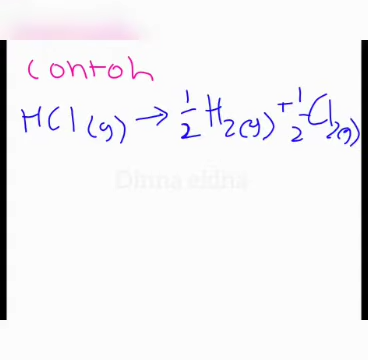 Contoh
HCl(g) → 1/2 H2(g) + 1/2 Cl2(g)